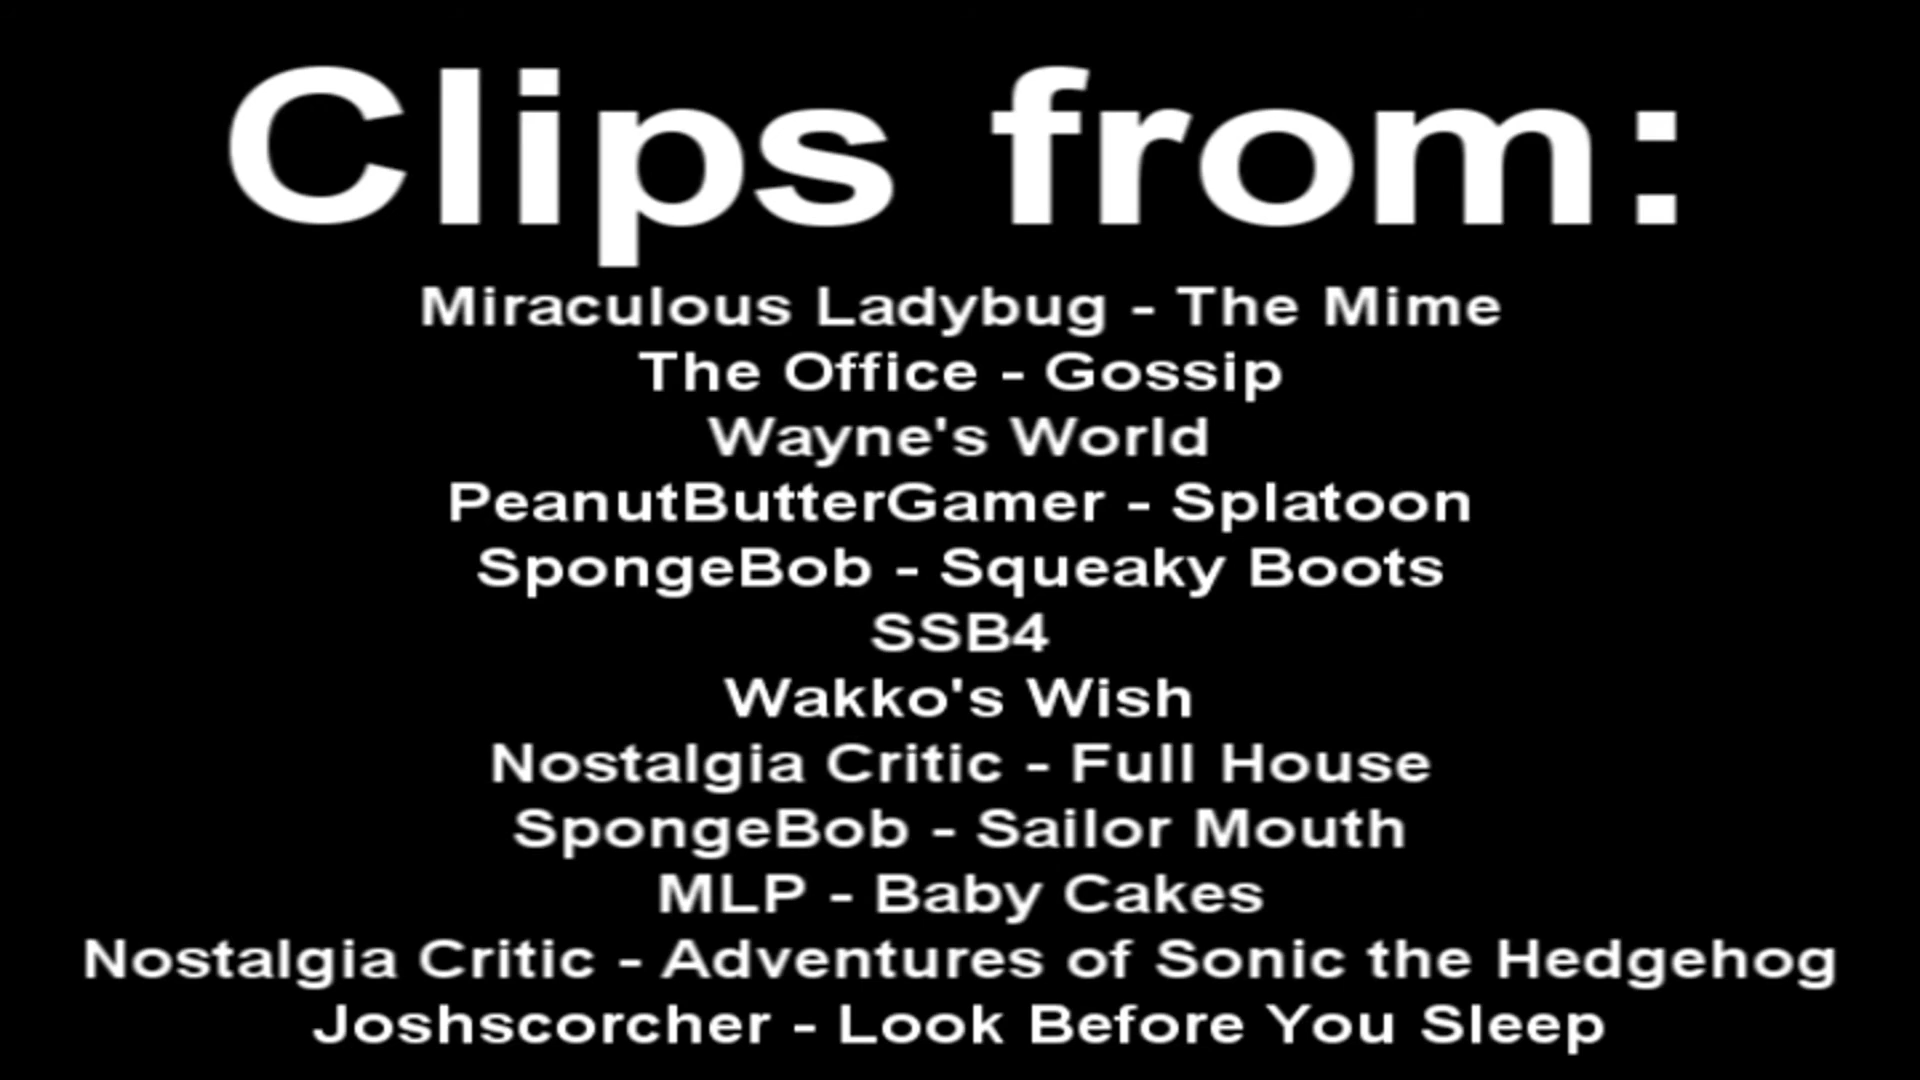 Clips from:
Miraculous Ladybug - The Mime
The Office - Gossip
Wayne's World
PeanutButterGamer - Splatoon
SpongeBob - Squeaky Boots
SSB4
Wakko's Wish
Nostalgia Critic - Full House
SpongeBob - Sailor Mouth
MLP - Baby Cakes
Nostalgia Critic - Adventures of Sonic the Hedgehog
Joshscorcher - Look Before You Sleep